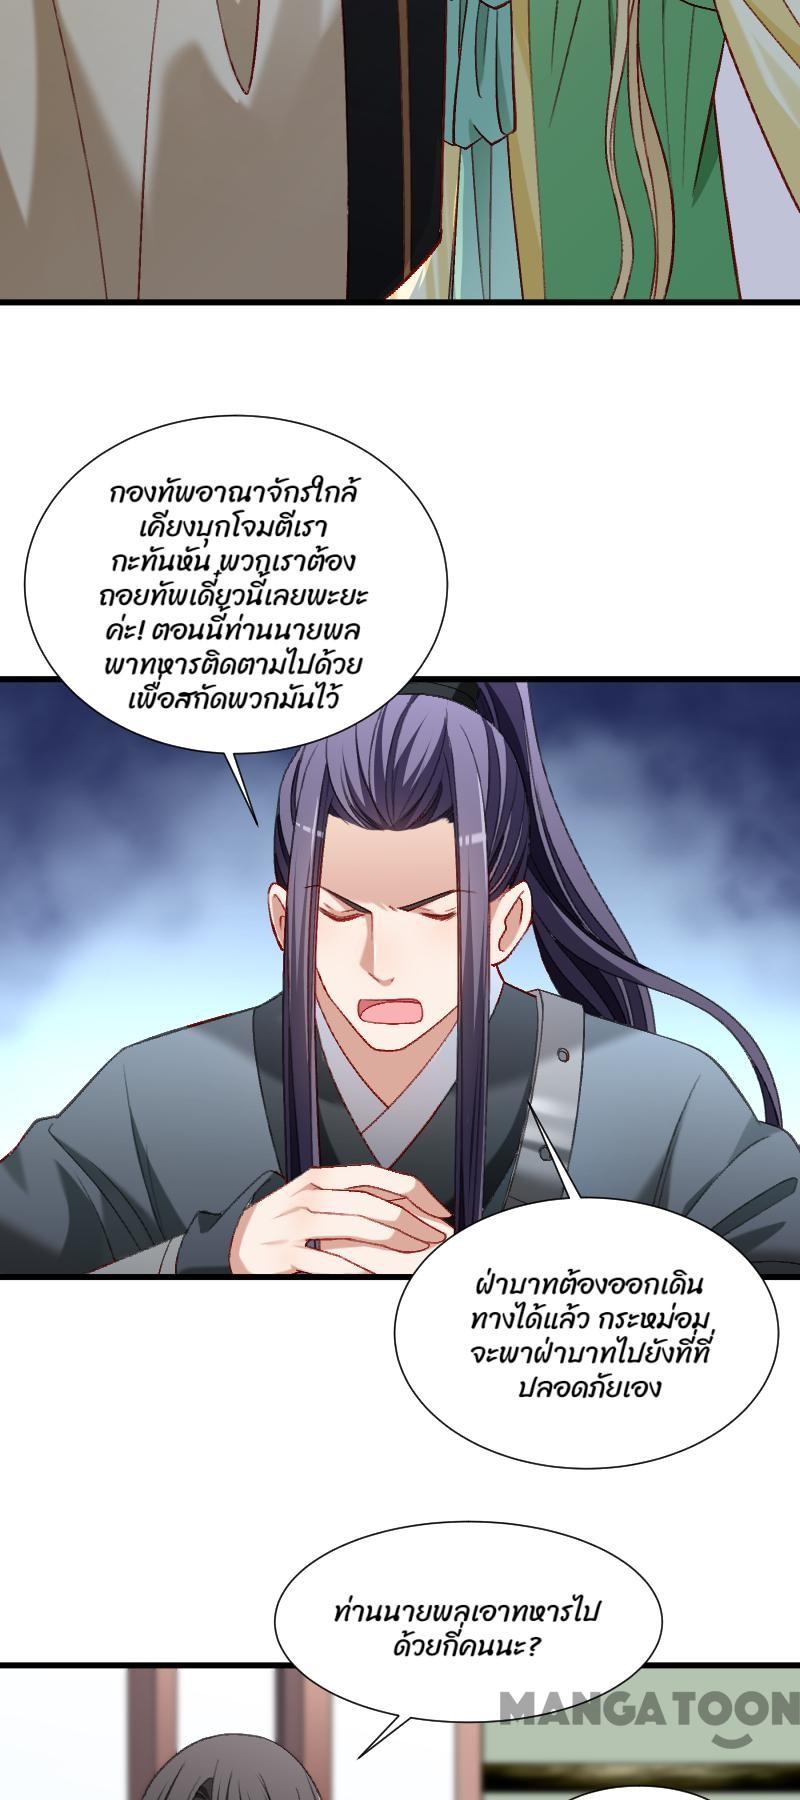 กองทัพอาณาจักรใกล้
เคียงบุกโจมตีเรา
กะทันหัน พวกเราต้อง
ถอยทัพเดี๋ยวนี้เลยพะยะ
ค่ะ! ตอนนี้ท่านนายพล
พาทหารติดตามไปด้วย
เพื่อสกัดพวกมันไว้
ฝ่าบาทต้องออกเดิน
ทางได้แล้ว กระหม่อม
จะพาฝ่าบาทไปยังที่ที่
ปลอดภัยเอง
ท่านนายพลเอาทหารไป
ด้วยกี่คนนะ?
MANGATOON